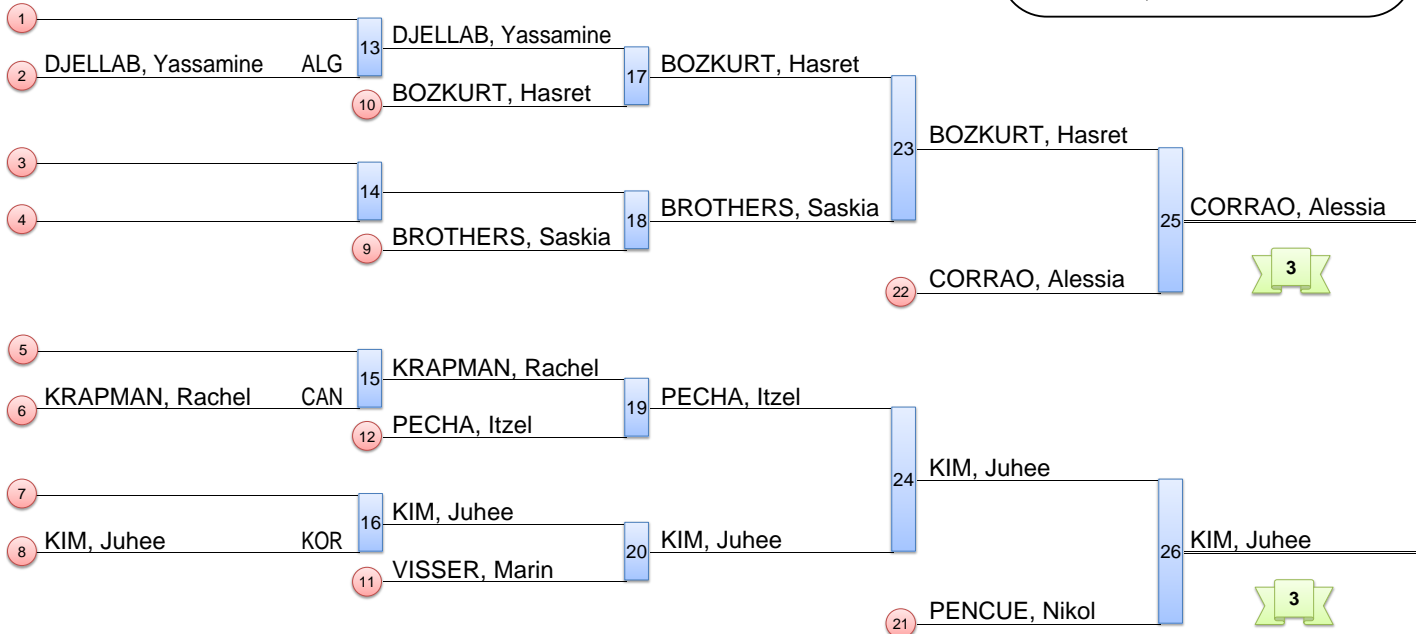 1
13
DJELLAB, Yassamine
2
DJELLAB, Yassamine ALG
17
BOZKURT, Hasret
10
BOZKURT, Hasret
23
BOZKURT, Hasret
3
14
4
18
BROTHERS, Saskia
9
BROTHERS, Saskia
25
CORRAO, Alessia
3
22
CORRAO, Alessia
5
15
KRAPMAN, Rachel
6
KRAPMAN, Rachel CAN
19
PECHA, Itzel
12
PECHA, Itzel
24
KIM, Juhee
7
16
KIM, Juhee
8
KIM, Juhee KOR
20
KIM, Juhee
11
VISSER, Marin
26
KIM, Juhee
3
21
PENCUE, Nikol